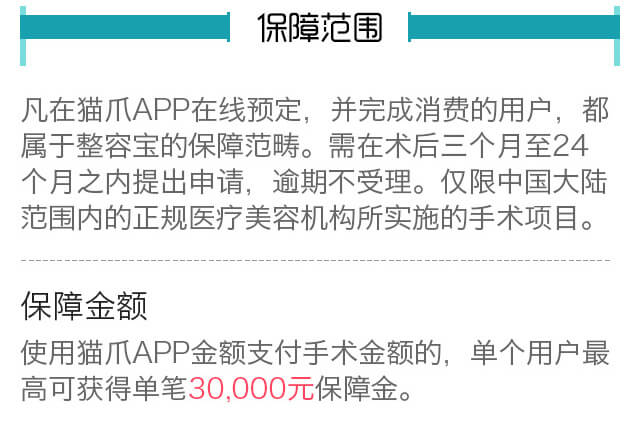 保障范围
凡在猫爪APP在线预定，并完成消费的用户，都
属于整容宝的保障范畴。需在术后三个月至24
个月之内提出申请，逾期不受理。仅限中国大陆
范围内的正规医疗美容机构所实施的手术项目。
保障金额
使用猫爪APP金额支付手术金额的，单个用户最
高可获得单笔30,000元保障金。